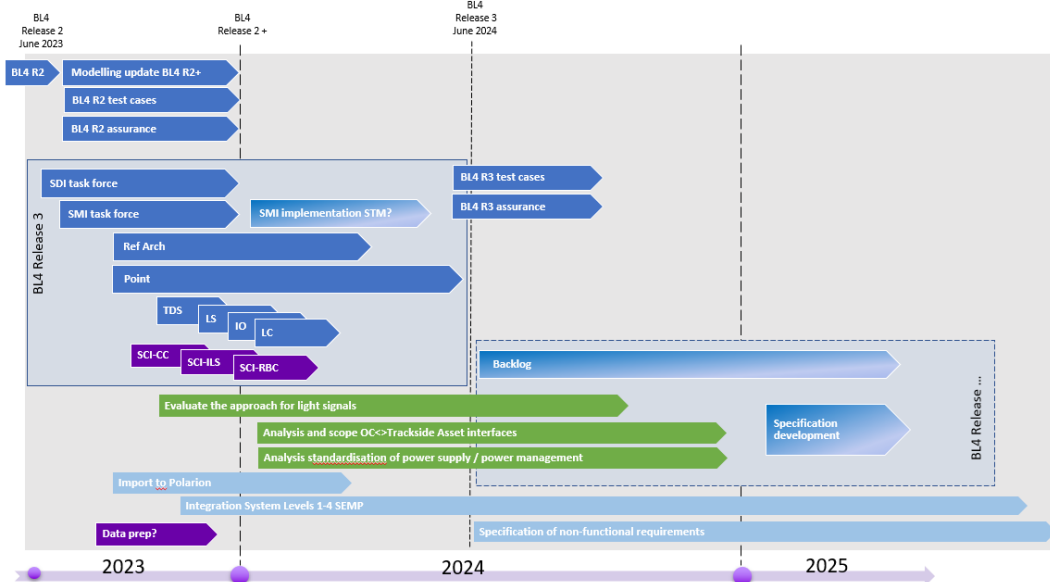 BL4
Release 2
June 2023
BL4
Release 2 +
BL4
Release 3
June 2024
BL4 R2
Modelling update BL4 R2+
BL4 R2 test cases
BL4 R2 assurance
BL4 Release 3
SDI task force
SMI task force
SMI implementation STM?
BL4 R3 test cases
BL4 R3 assurance
Ref Arch
Point
TDS
LS
IO
LC
SCI-CC
SCI-ILS
SCI-RBC
Backlog
Specification
development
BL4 Release ...
Evaluate the approach for light signals
Analysis and scope OC<>Trackside Asset interfaces
Analysis standardisation of power supply / power management
Import to Polarion
Integration System Levels 1-4 SEMP
Data prep?
Specification of non-functional requirements
2023
2024
2025